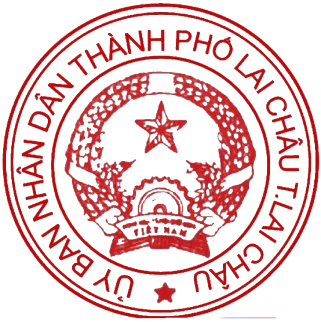 ỦY BAN NHÂN DÂN THÀNH PHỐ LAI CHÂU T.LAI CHÂU
VIỆT NAM